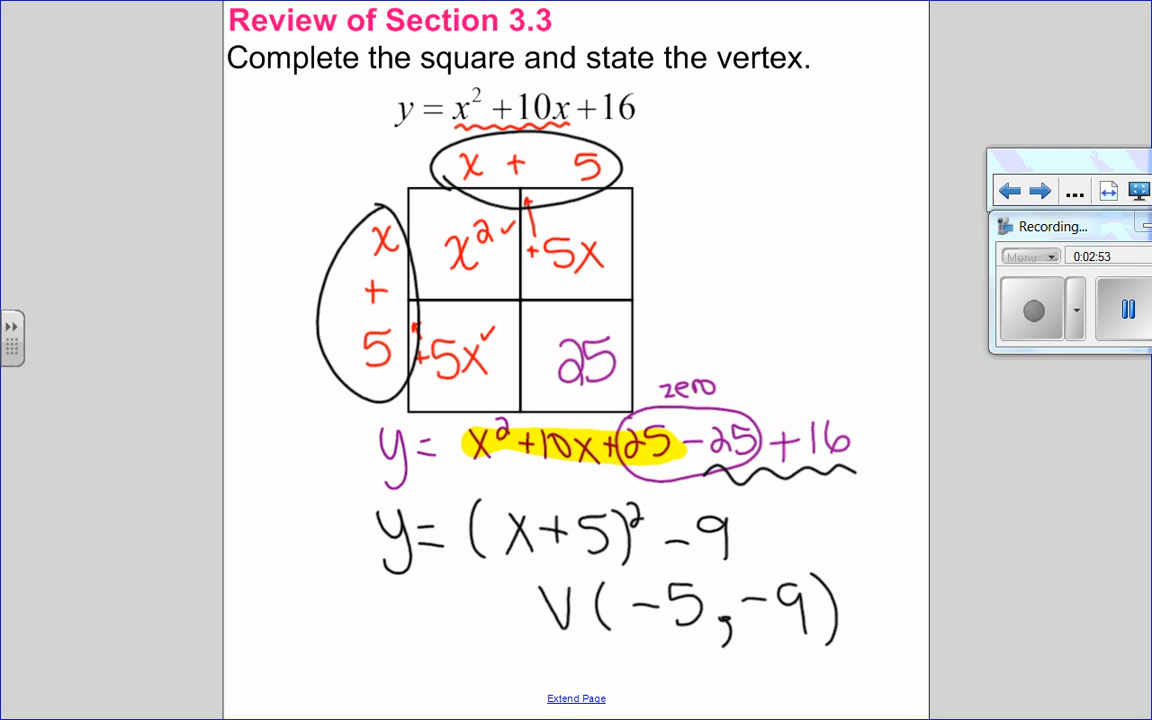 Review of Section 3.3
Complete the square and state the vertex.
y = x² +10x+16
x + 5
x
+
5
x² ✓
+5x
+5x ✓
25
zero
y= x²+10x+25 -25 +16
y= (x+5)² -9
V(-5,-9)
Extend Page
...
Recording...
Menu
0:02:53